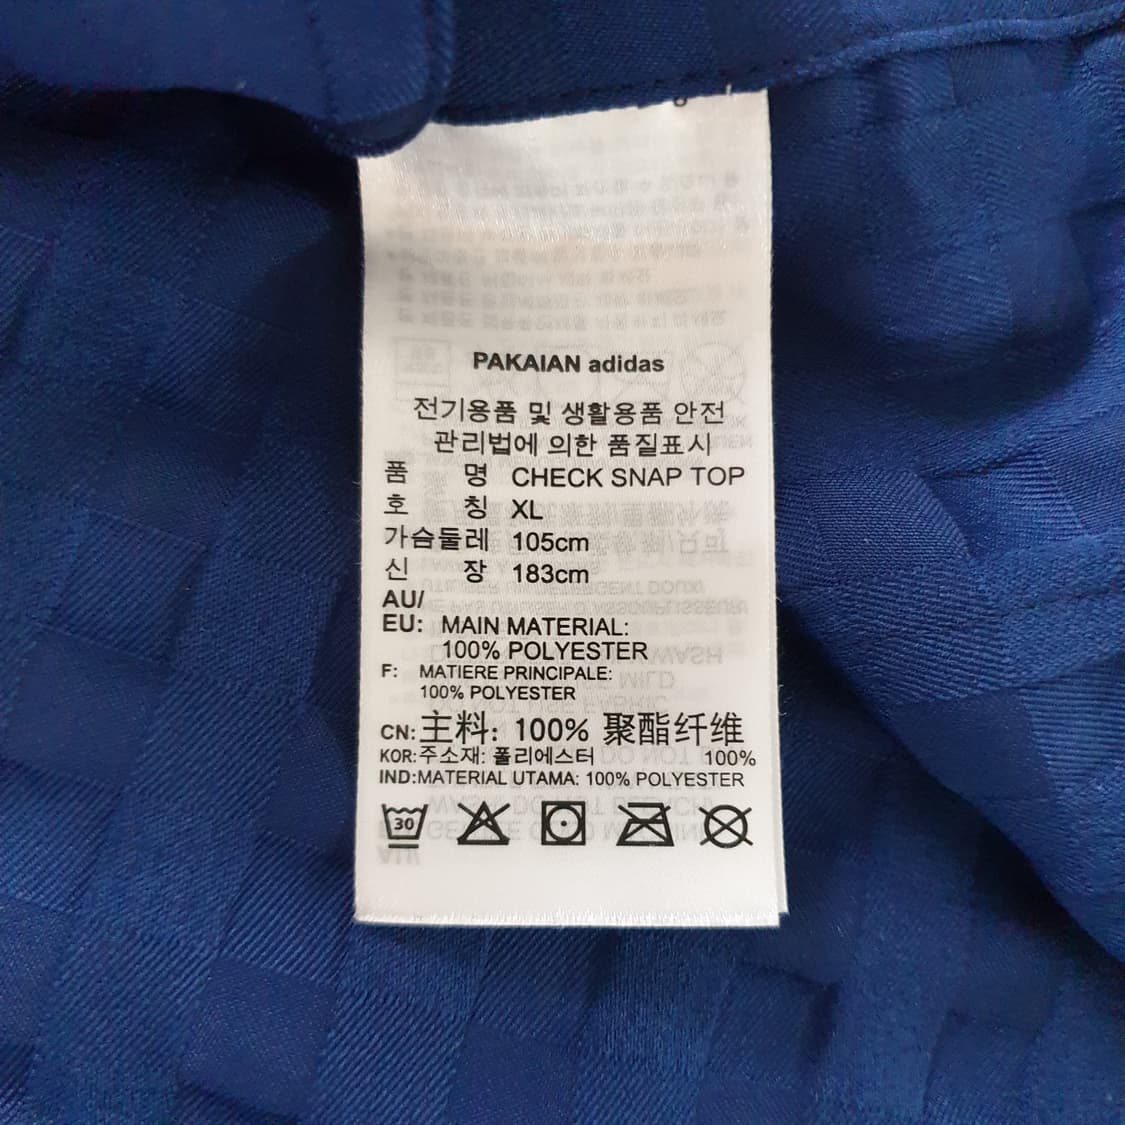 PAKAIAN adidas
전기용품 및 생활용품 안전
관리법에 의한 품질표시
품 명 CHECK SNAP TOP
호 칭 XL
가슴둘레 105cm
신 장 183cm
AU/
EU: MAIN MATERIAL:
100% POLYESTER
F: MATIERE PRINCIPALE:
100% POLYESTER
CN: 主料: 100% 聚酯纤维
KOR: 주소재: 폴리에스터 100%
IND: MATERIAL UTAMA: 100% POLYESTER
30